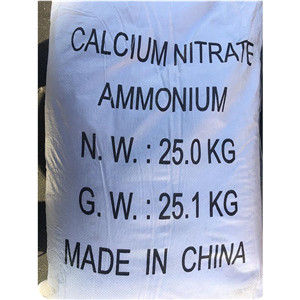 CALCIUM NITRATE
AMMONIUM
N. W. : 25.0 KG
G. W. : 25.1 KG
MADE IN CHINA